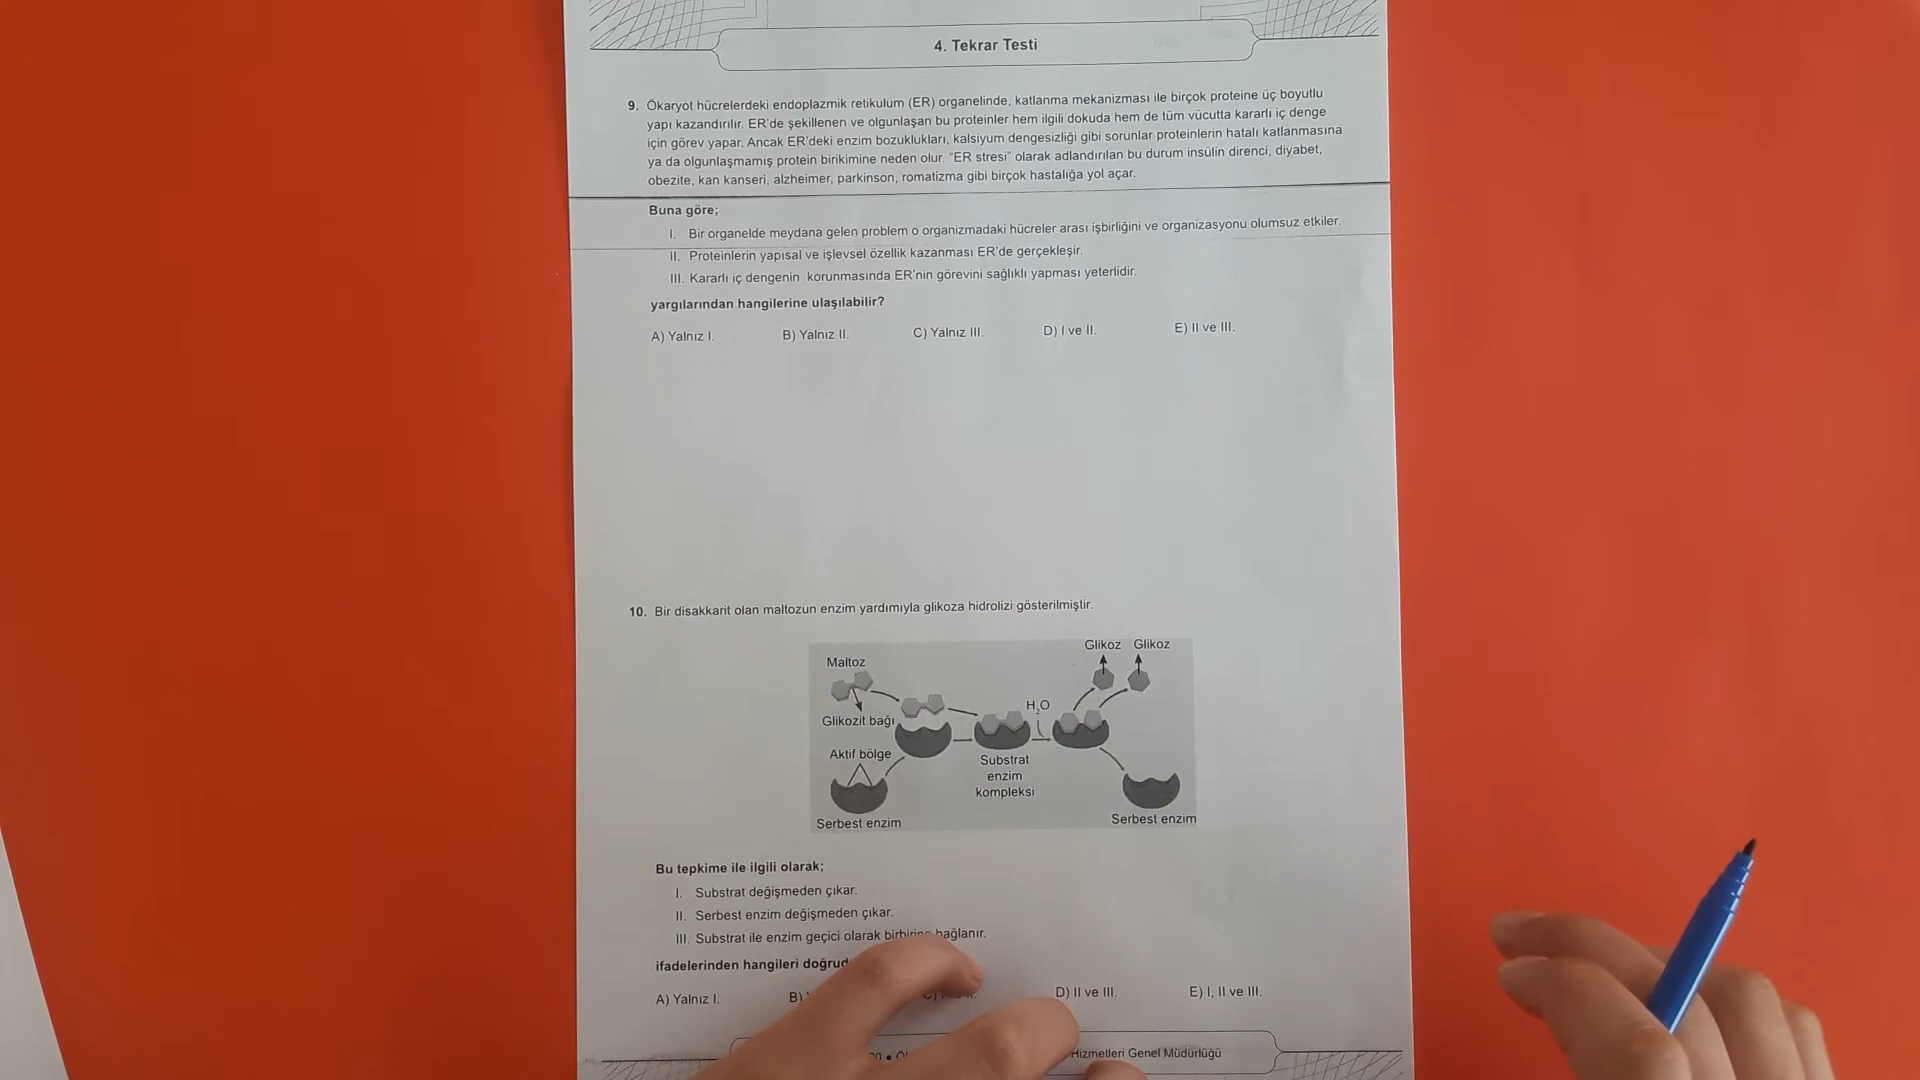 4. Tekrar Testi
9. Ökaryot hücrelerdeki endoplazmik retikulum (ER) organelinde, katlanma mekanizması ile birçok proteine üç boyutlu
yapı kazandırılır. ER'de şekillenen ve olgunlaşan bu proteinler hem ilgili dokuda hem de tüm vücutta kararlı iç denge
için görev yapar. Ancak ER'deki enzim bozuklukları, kalsiyum dengesizliği gibi sorunlar proteinlerin hatalı katlanmasına
ya da olgunlaşmamış protein birikimine neden olur. "ER stresi" olarak adlandırılan bu durum insülin direnci, diyabet,
obezite, kan kanseri, alzheimer, parkinson, romatizma gibi birçok hastalığa yol açar.
Buna göre;
I. Bir organelde meydana gelen problem o organizmadaki hücreler arası işbirliğini ve organizasyonu olumsuz etkiler.
II. Proteinlerin yapısal ve işlevsel özellik kazanması ER'de gerçekleşir.
III. Kararlı iç dengenin korunmasında ER'nin görevini sağlıklı yapması yeterlidir.
yargılarından hangilerine ulaşılabilir?
A) Yalnız I. B) Yalnız II. C) Yalnız III. D) I ve II. E) II ve III.
10. Bir disakkarit olan maltozun enzim yardımıyla glikoza hidrolizi gösterilmiştir.
Glikoz Glikoz
Maltoz
H₂O
Glikozit bağı
Aktif bölge
Substrat
enzim
kompleksi
Serbest enzim
Serbest enzim
Bu tepkime ile ilgili olarak;
I. Substrat değişmeden çıkar.
II. Serbest enzim değişmeden çıkar.
III. Substrat ile enzim geçici olarak birbirine bağlanır.
ifadelerinden hangileri
A) Yalnız I. B) D) II ve III. E) I, II ve III.
Hizmetleri Genel Müdürlüğü